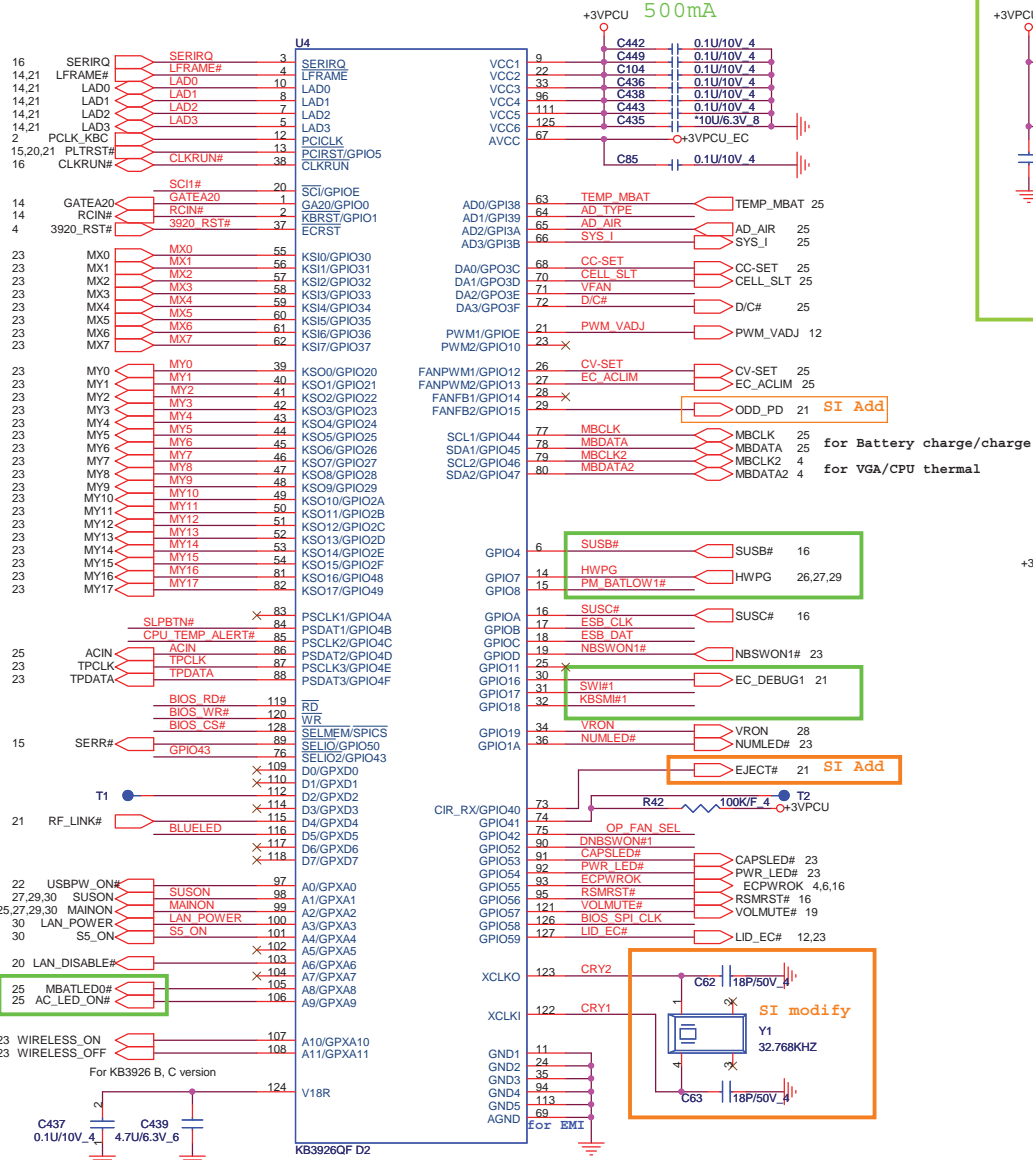 +3VPCU 500mA +3VPCU
U4
16 SERIRQ SERIRQ 3 SERIRQ
14,21 LFRAME# LFRAME# 4 LFRAME
14,21 LAD0 LAD0 10 LAD0
14,21 LAD1 LAD1 8 LAD1
14,21 LAD2 LAD2 7 LAD2
14,21 LAD3 LAD3 5 LAD3
2 PCLK_KBC 12 PCICLK
15,20,21 PLTRST# 13 PCIRST/GPIO5
16 CLKRUN# CLKRUN# 38 CLKRUN
SCI1# 20 SCI/GPIOE
14 GATEA20 GATEA20 1 GA20/GPIO0
14 RCIN# RCIN# 2 KBRST/GPIO1
4 3920_RST# 3920_RST# 37 ECRST
23 MX0 MX0 55 KSI0/GPIO30
23 MX1 MX1 56 KSI1/GPIO31
23 MX2 MX2 57 KSI2/GPIO32
23 MX3 MX3 58 KSI3/GPIO33
23 MX4 MX4 59 KSI4/GPIO34
23 MX5 MX5 60 KSI5/GPIO35
23 MX6 MX6 61 KSI6/GPIO36
23 MX7 MX7 62 KSI7/GPIO37
23 MY0 MY0 39 KSO0/GPIO20
23 MY1 MY1 40 KSO1/GPIO21
23 MY2 MY2 41 KSO2/GPIO22
23 MY3 MY3 42 KSO3/GPIO23
23 MY4 MY4 43 KSO4/GPIO24
23 MY5 MY5 44 KSO5/GPIO25
23 MY6 MY6 45 KSO6/GPIO26
23 MY7 MY7 46 KSO7/GPIO27
23 MY8 MY8 47 KSO8/GPIO28
23 MY9 MY9 48 KSO9/GPIO29
23 MY10 MY10 49 KSO10/GPIO2A
23 MY11 MY11 50 KSO11/GPIO2B
23 MY12 MY12 51 KSO12/GPIO2C
23 MY13 MY13 52 KSO13/GPIO2D
23 MY14 MY14 53 KSO14/GPIO2E
23 MY15 MY15 54 KSO15/GPIO2F
23 MY16 MY16 81 KSO16/GPIO48
23 MY17 MY17 82 KSO17/GPIO49
83 PSCLK1/GPIO4A
SLPBTN# 84 PSDAT1/GPIO4B
CPU_TEMP_ALERT# 85 PSCLK2/GPIO4C
25 ACIN ACIN 86 PSDAT2/GPIO4D
23 TPCLK TPCLK 87 PSCLK3/GPIO4E
23 TPDATA TPDATA 88 PSDAT3/GPIO4F
BIOS_RD# 119 RD
BIOS_WR# 120 WR
BIOS_CS# 128 SELMEM/SPICS
15 SERR# 89 SELIO/GPIO50
GPIO43 76 SELIO2/GPIO43
109 D0/GPXD0
110 D1/GPXD1
T1 112 D2/GPXD2
114 D3/GPXD3
21 RF_LINK# 115 D4/GPXD4
BLUELED 116 D5/GPXD5
117 D6/GPXD6
118 D7/GPXD7
22 USBPW_ON# 97 A0/GPXA0
27,29,30 SUSON SUSON 98 A1/GPXA1
25,27,29,30 MAINON MAINON 99 A2/GPXA2
30 LAN_POWER LAN_POWER 100 A3/GPXA3
30 S5_ON S5_ON 101 A4/GPXA4
102 A5/GPXA5
20 LAN_DISABLE# 103 A6/GPXA6
104 A7/GPXA7
25 MBATLED0# 105 A8/GPXA8
25 AC_LED_ON# 106 A9/GPXA9
23 WIRELESS_ON 107 A10/GPXA10
23 WIRELESS_OFF 108 A11/GPXA11
For KB3926 B, C version
124 V18R
2 1
C437 0.1U/10V_4
C439 4.7U/6.3V_6
KB3926QF D2
VCC1 9 C442 0.1U/10V_4
VCC2 22 C449 0.1U/10V_4
VCC3 33 C104 0.1U/10V_4
VCC4 96 C436 0.1U/10V_4
VCC5 111 C438 0.1U/10V_4
VCC6 125 C443 0.1U/10V_4
C435 *10U/6.3V_8
AVCC 67 +3VPCU_EC
C85 0.1U/10V_4
AD0/GPI38 63 TEMP_MBAT TEMP_MBAT 25
AD1/GPI39 64 AD_TYPE
AD2/GPI3A 65 AD_AIR AD_AIR 25
AD3/GPI3B 66 SYS_I SYS_I 25
DA0/GPO3C 68 CC-SET CC-SET 25
DA1/GPO3D 70 CELL_SLT CELL_SLT 25
DA2/GPO3E 71 VFAN
DA3/GPO3F 72 D/C# D/C# 25
PWM1/GPIOE 21 PWM_VADJ PWM_VADJ 12
PWM2/GPIO10 23
FANPWM1/GPIO12 26 CV-SET CV-SET 25
FANPWM2/GPIO13 27 EC_ACLIM EC_ACLIM 25
FANFB1/GPIO14 28
FANFB2/GPIO15 29 ODD_PD 21 SI Add
SCL1/GPIO44 77 MBCLK MBCLK 25
SDA1/GPIO45 78 MBDATA MBDATA 25 for Battery charge/charge
SCL2/GPIO46 79 MBCLK2 MBCLK2 4
SDA2/GPIO47 80 MBDATA2 MBDATA2 4 for VGA/CPU thermal
GPIO4 6 SUSB# SUSB# 16
GPIO7 14 HWPG HWPG 26,27,29 +3
GPIO8 15 PM_BATLOW1#
GPIOA 16 SUSC# SUSC# 16
GPIOB 17 ESB_CLK
GPIOC 18 ESB_DAT
GPIOD 19 NBSWON1# NBSWON1# 23
GPIO11 25
GPIO16 30 EC_DEBUG1 21
GPIO17 31 SWI#1
GPIO18 32 KBSMI#1
GPIO19 34 VRON VRON 28
GPIO1A 36 NUMLED# NUMLED# 23
EJECT# 21 SI Add
CIR_RX/GPIO40 73 T2
GPIO41 74 R42 100K/F_4 +3VPCU
GPIO42 75 OP_FAN_SEL
GPIO52 90 DNBSWON#1
GPIO53 91 CAPSLED# CAPSLED# 23
GPIO54 92 PWR_LED# PWR_LED# 23
GPIO55 93 ECPWROK ECPWROK 4,6,16
GPIO56 95 RSMRST# RSMRST# 16
GPIO57 121 VOLMUTE# VOLMUTE# 19
GPIO58 126 BIOS_SPI_CLK
GPIO59 127 LID_EC# LID_EC# 12,23
XCLKO 123 CRY2 C62 18P/50V_4
1 2
SI modify
XCLKI 122 CRY1
Y1
32.768KHZ
4 3
C63 18P/50V_4
GND1 11
GND2 24
GND3 35
GND4 94
GND5 113
AGND 69
for EMI